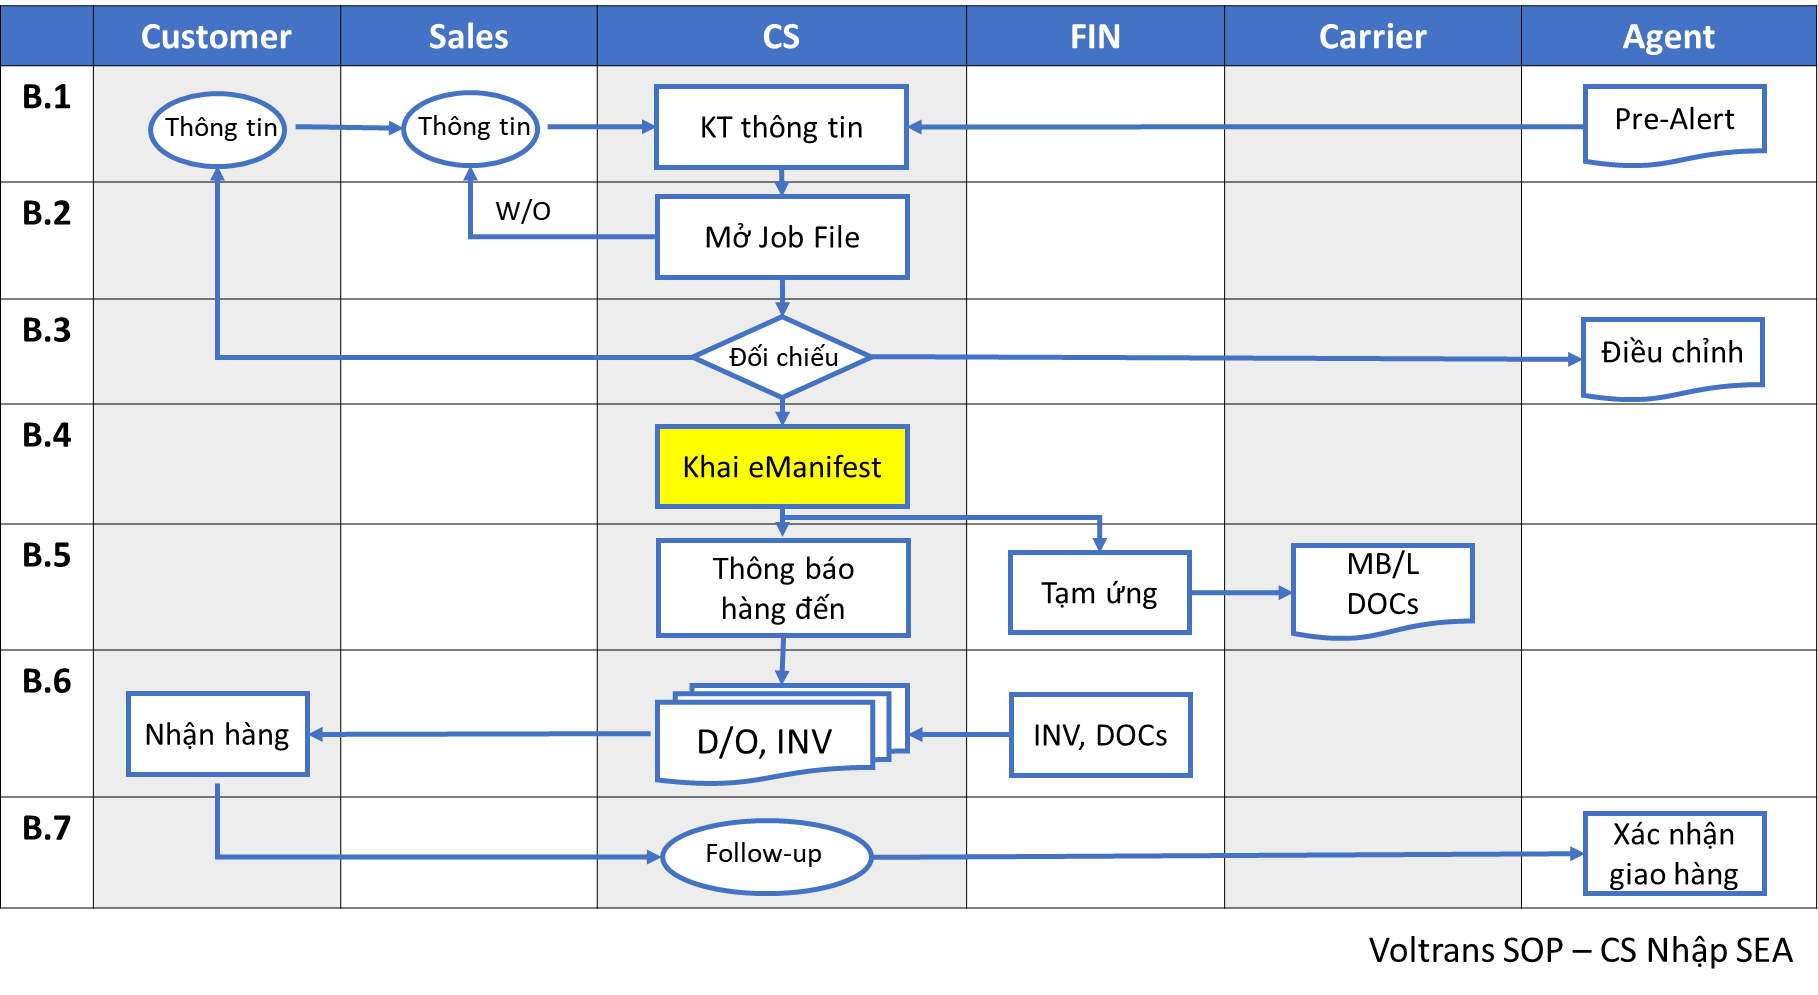 Customer
Sales
CS
FIN
Carrier
Agent
B.1
Thông tin
Thông tin
KT thông tin
Pre-Alert
B.2
W/O
Mở Job File
B.3
Đối chiếu
Điều chỉnh
B.4
Khai eManifest
B.5
Thông báo
hàng đến
Tạm ứng
MB/L
DOCs
B.6
Nhận hàng
D/O, INV
INV, DOCs
B.7
Follow-up
Xác nhận
giao hàng
Voltrans SOP – CS Nhập SEA